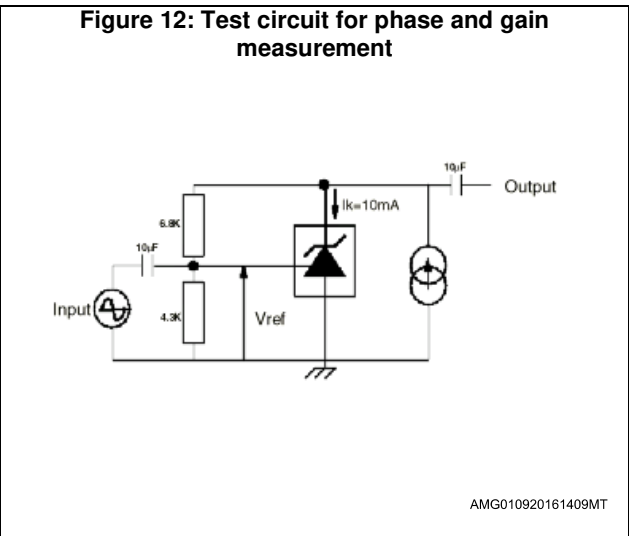 Figure 12: Test circuit for phase and gain
measurement
10µF
Output
Ik=10mA
6.8K
10µF
Input
4.3K
Vref
AMG010920161409MT